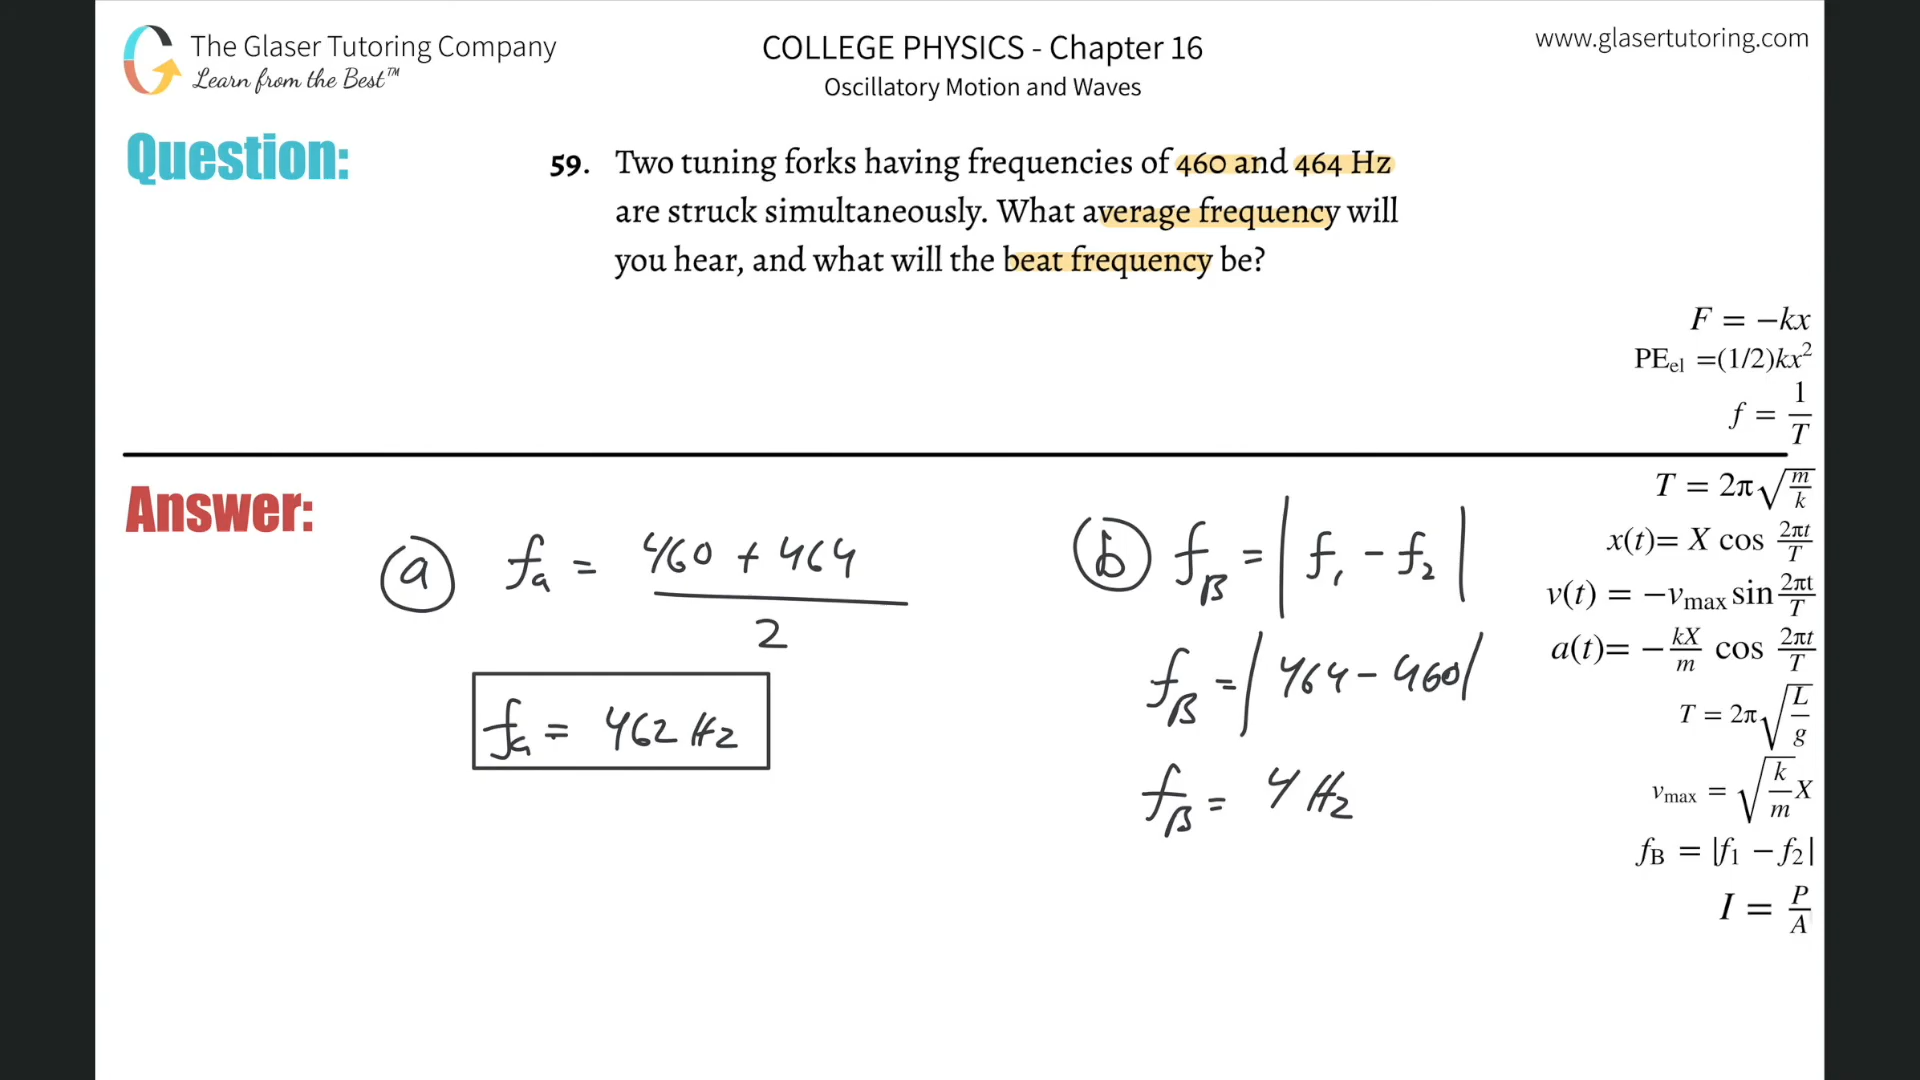 The Glaser Tutoring Company
Learn from the Best™
COLLEGE PHYSICS - Chapter 16
Oscillatory Motion and Waves
www.glasertutoring.com
Question:
59. Two tuning forks having frequencies of 460 and 464 Hz
are struck simultaneously. What average frequency will
you hear, and what will the beat frequency be?
F = −kx
PEel =(1/2)kx²
f = 1/T
Answer:
(a) fa = (460 + 464)/2
fa = 462 Hz
(b) fB = |f1 - f2|
fB = |464 - 460|
fB = 4 Hz
T = 2π√(m/k)
x(t)= X cos 2πt/T
v(t) = −vmax sin 2πt/T
a(t)= −kX/m cos 2πt/T
T = 2π√(L/g)
vmax = √(k/m)X
fB = |f1 − f2|
I = P/A